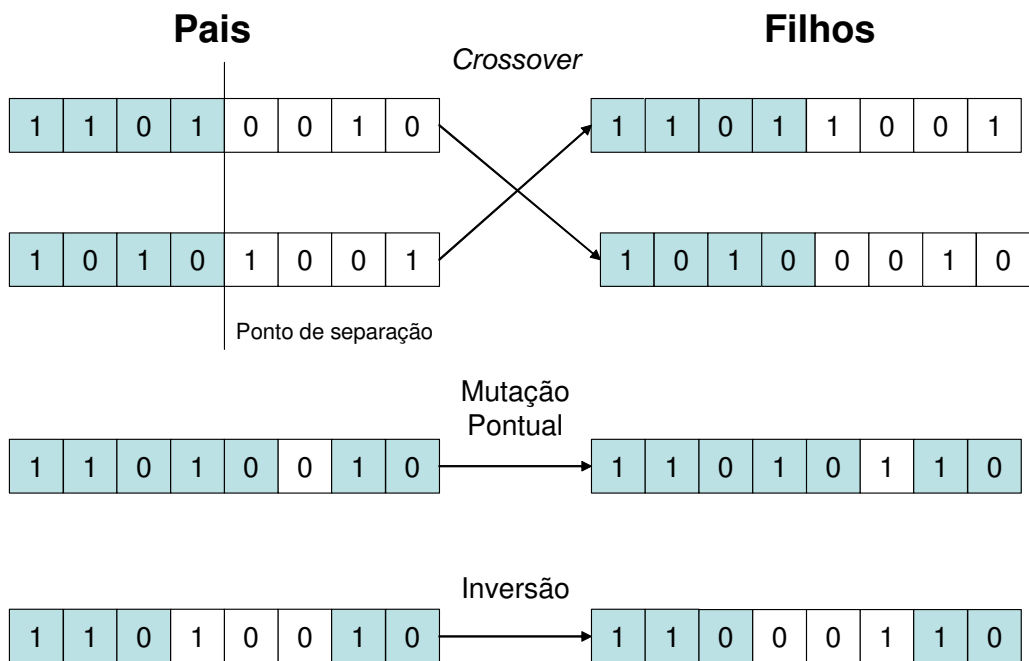 Pais
Filhos
Crossover
1 1 0 1 0 0 1 0
1 1 0 1 1 0 0 1
1 0 1 0 1 0 0 1
1 0 1 0 0 0 1 0
Ponto de separação
Mutação
Pontual
1 1 0 1 0 0 1 0
1 1 0 1 0 1 1 0
Inversão
1 1 0 1 0 0 1 0
1 1 0 0 0 1 1 0